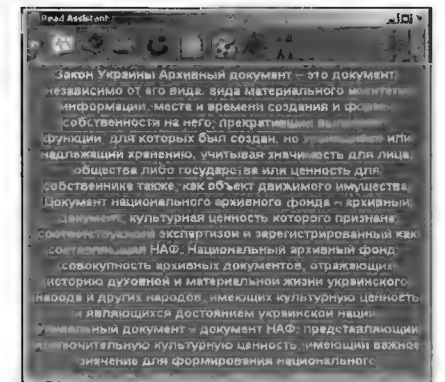 Read Assistant
Закон Украины Архивный документ – это документ
независимо от его вида, вида материального носителя
информации, места и времени создания и формы
собственности на него, прекративший
функции, для которых был создан, но или
надлежащий хранению, учитывая значимость для лица,
общества либо государства или ценность для
собственника также, как объект движимого имущества,
Документ национального архивного фонда – архивный
документ, культурная ценность которого признана
соответствующей экспертизой и зарегистрированный как
составляющая НАФ, Национальный архивный фонд
совокупность архивных документов, отражающих
историю духовной и материальной жизни украинского
народа и других народов, имеющих культурную ценность
и являющихся достоянием украинской нации
Уникальный документ – документ НАФ, представляющий
исключительную культурную ценность, имеющий важное
значение для формирования национального